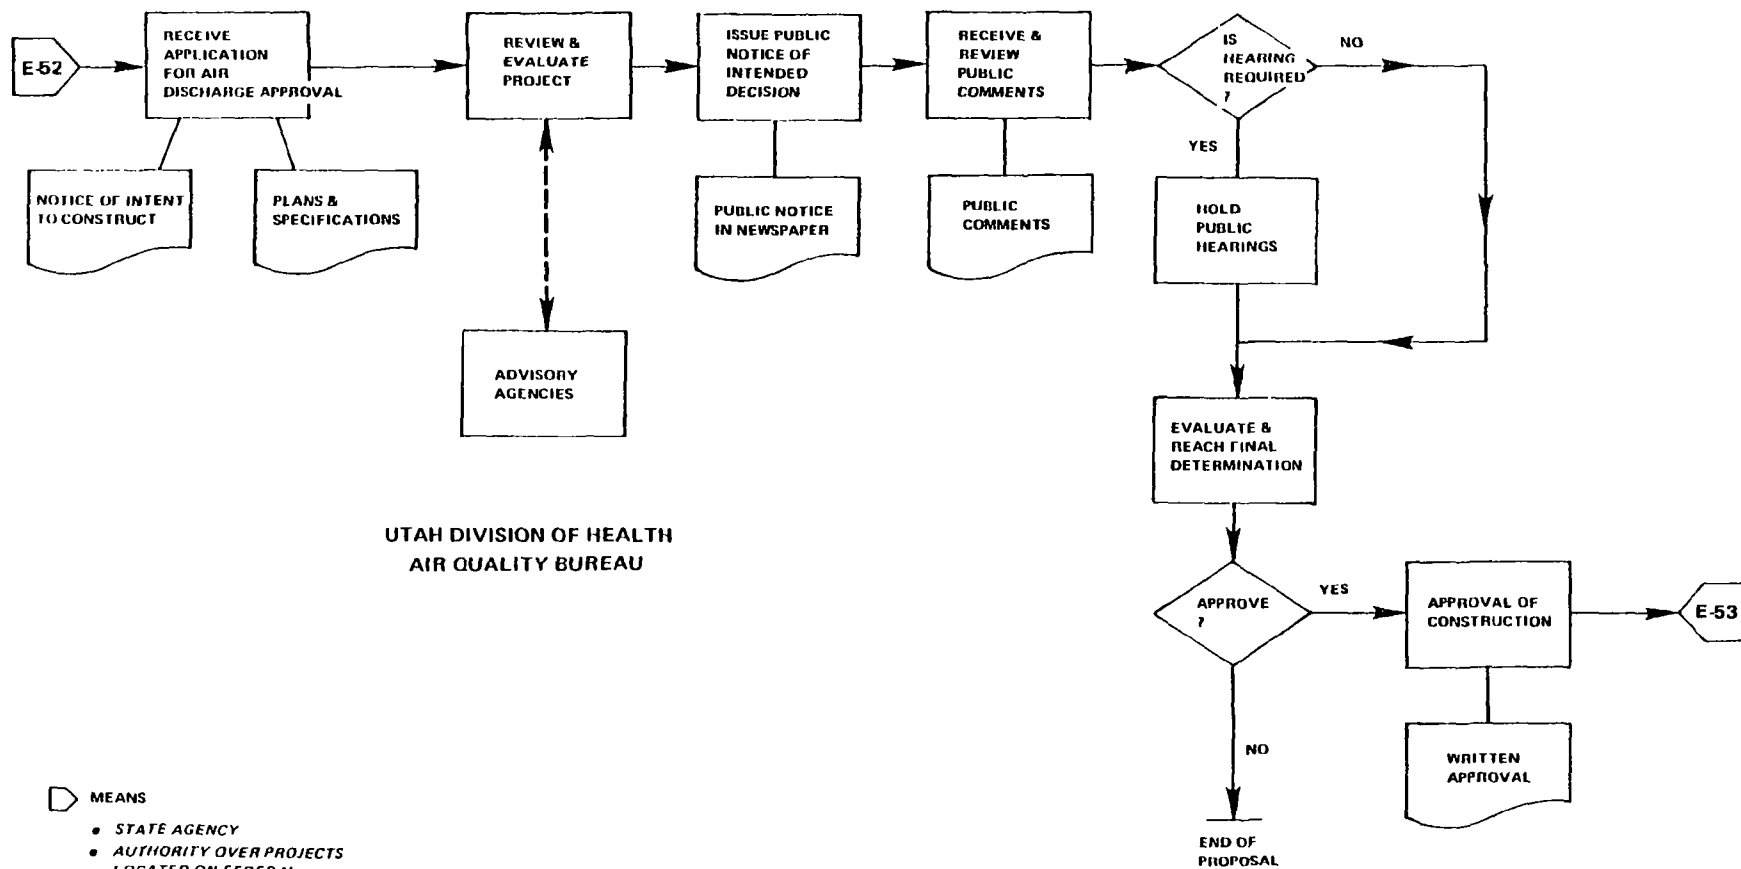 E-52
RECEIVE
APPLICATION
FOR AIR
DISCHARGE APPROVAL
NOTICE OF INTENT
TO CONSTRUCT
PLANS &
SPECIFICATIONS
REVIEW &
EVALUATE
PROJECT
ADVISORY
AGENCIES
ISSUE PUBLIC
NOTICE OF
INTENDED
DECISION
PUBLIC NOTICE
IN NEWSPAPER
RECEIVE &
REVIEW
PUBLIC
COMMENTS
PUBLIC
COMMENTS
IS
HEARING
REQUIRED
?
NO
YES
HOLD
PUBLIC
HEARINGS
EVALUATE &
REACH FINAL
DETERMINATION
UTAH DIVISION OF HEALTH
AIR QUALITY BUREAU
APPROVE
?
YES
APPROVAL OF
CONSTRUCTION
E-53
WRITTEN
APPROVAL
NO
END OF
PROPOSAL
MEANS
• STATE AGENCY
• AUTHORITY OVER PROJECTS
LOCATED ON FEDERAL